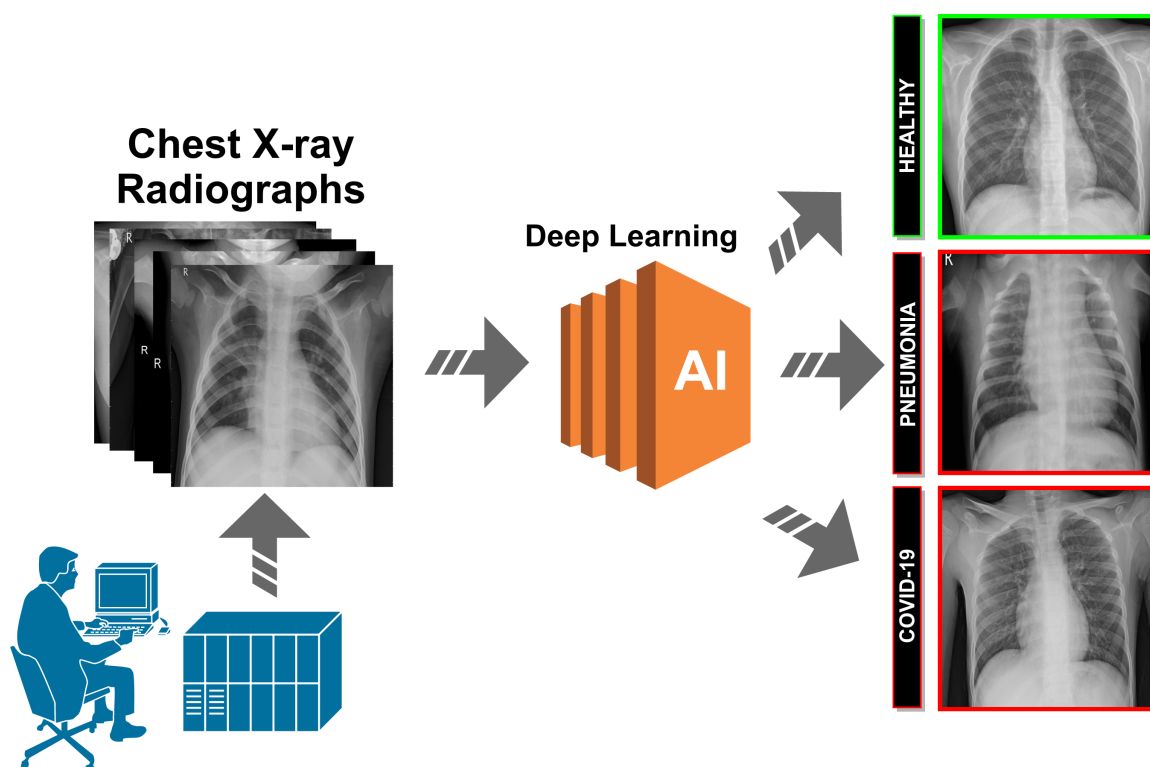 Chest X-ray
Radiographs
R
R
R
R
Deep Learning
AI
HEALTHY
R
PNEUMONIA
COVID-19